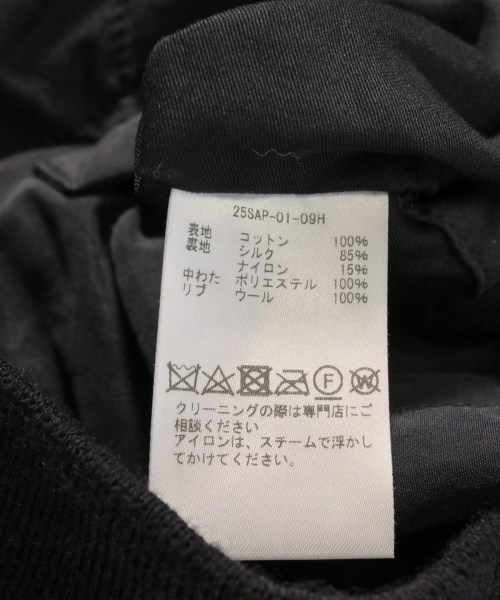 25SAP-01-09H
表地 コットン 100%
裏地 シルク 85%
ナイロン 15%
中わた ポリエステル 100%
リブ ウール 100%
F W
クリーニングの際は専門店にご
相談ください
アイロンは、スチームで浮かし
てかけてください。